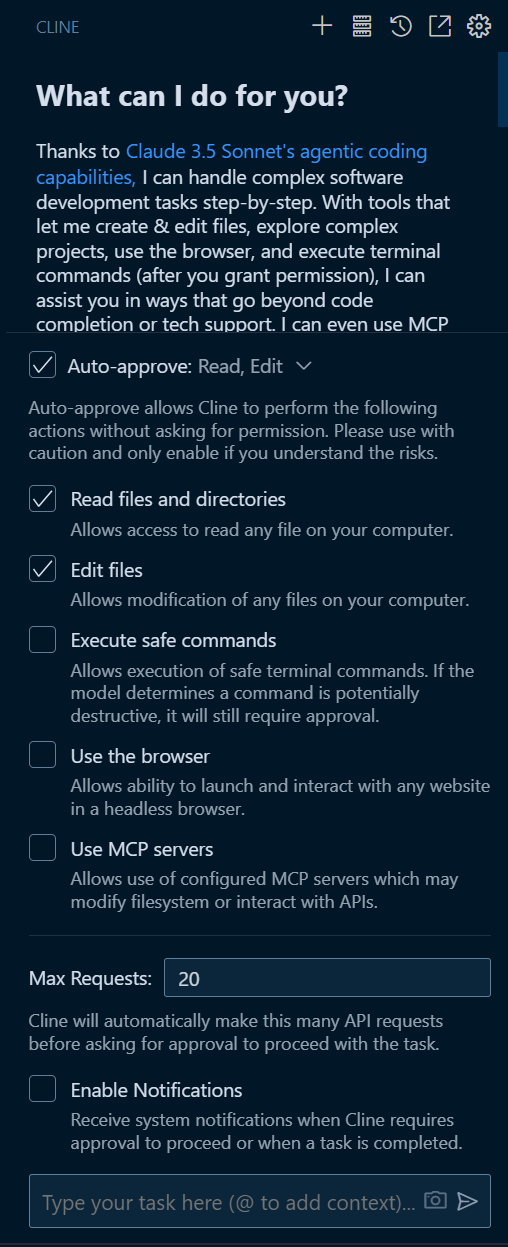 CLINE
What can I do for you?
Thanks to Claude 3.5 Sonnet's agentic coding
capabilities, I can handle complex software
development tasks step-by-step. With tools that
let me create & edit files, explore complex
projects, use the browser, and execute terminal
commands (after you grant permission), I can
assist you in ways that go beyond code
completion or tech support. I can even use MCP
Auto-approve: Read, Edit
Auto-approve allows Cline to perform the following
actions without asking for permission. Please use with
caution and only enable if you understand the risks.
Read files and directories
Allows access to read any file on your computer.
Edit files
Allows modification of any files on your computer.
Execute safe commands
Allows execution of safe terminal commands. If the
model determines a command is potentially
destructive, it will still require approval.
Use the browser
Allows ability to launch and interact with any website
in a headless browser.
Use MCP servers
Allows use of configured MCP servers which may
modify filesystem or interact with APIs.
Max Requests: 20
Cline will automatically make this many API requests
before asking for approval to proceed with the task.
Enable Notifications
Receive system notifications when Cline requires
approval to proceed or when a task is completed.
Type your task here (@ to add context)...